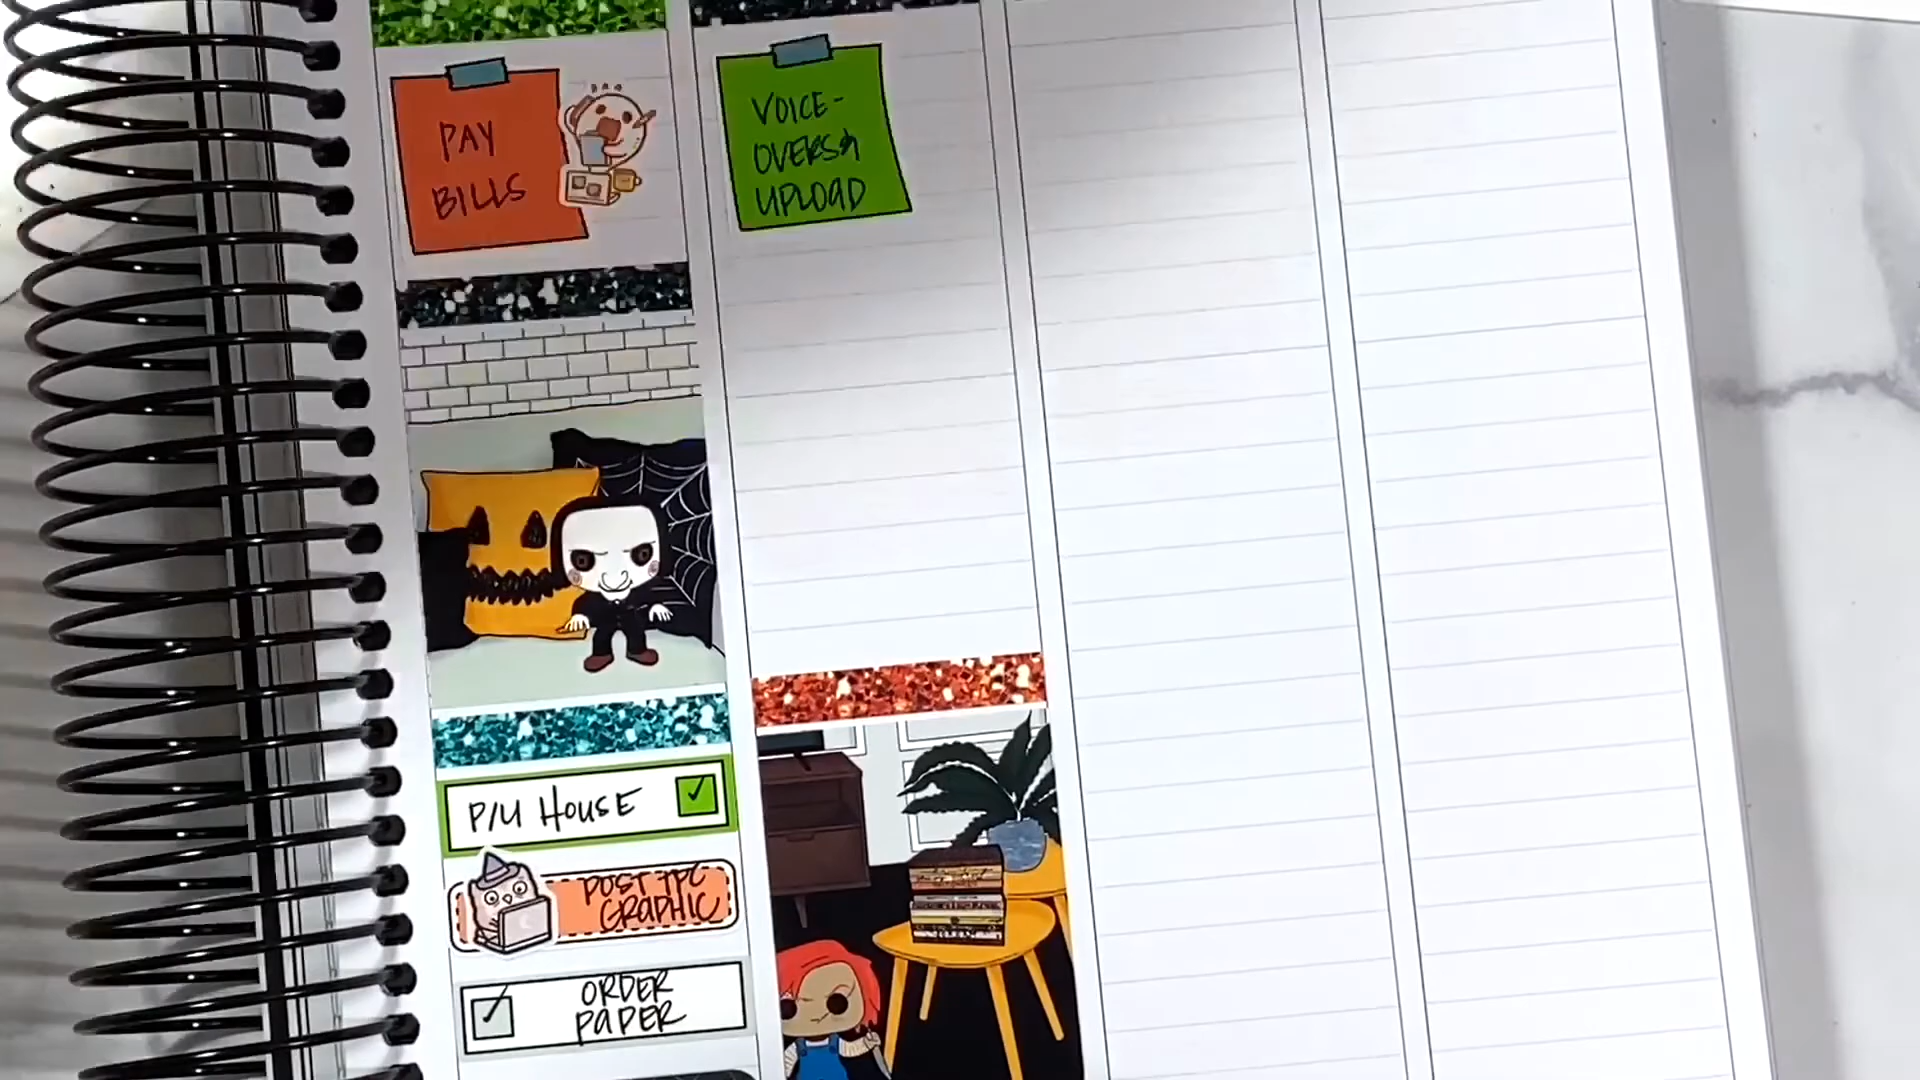 PAY
BILLS
VOICE-
OVERS &
UPLOAD
P/U HOUSE
POST TPC
GRAPHIC
ORDER
PAPER